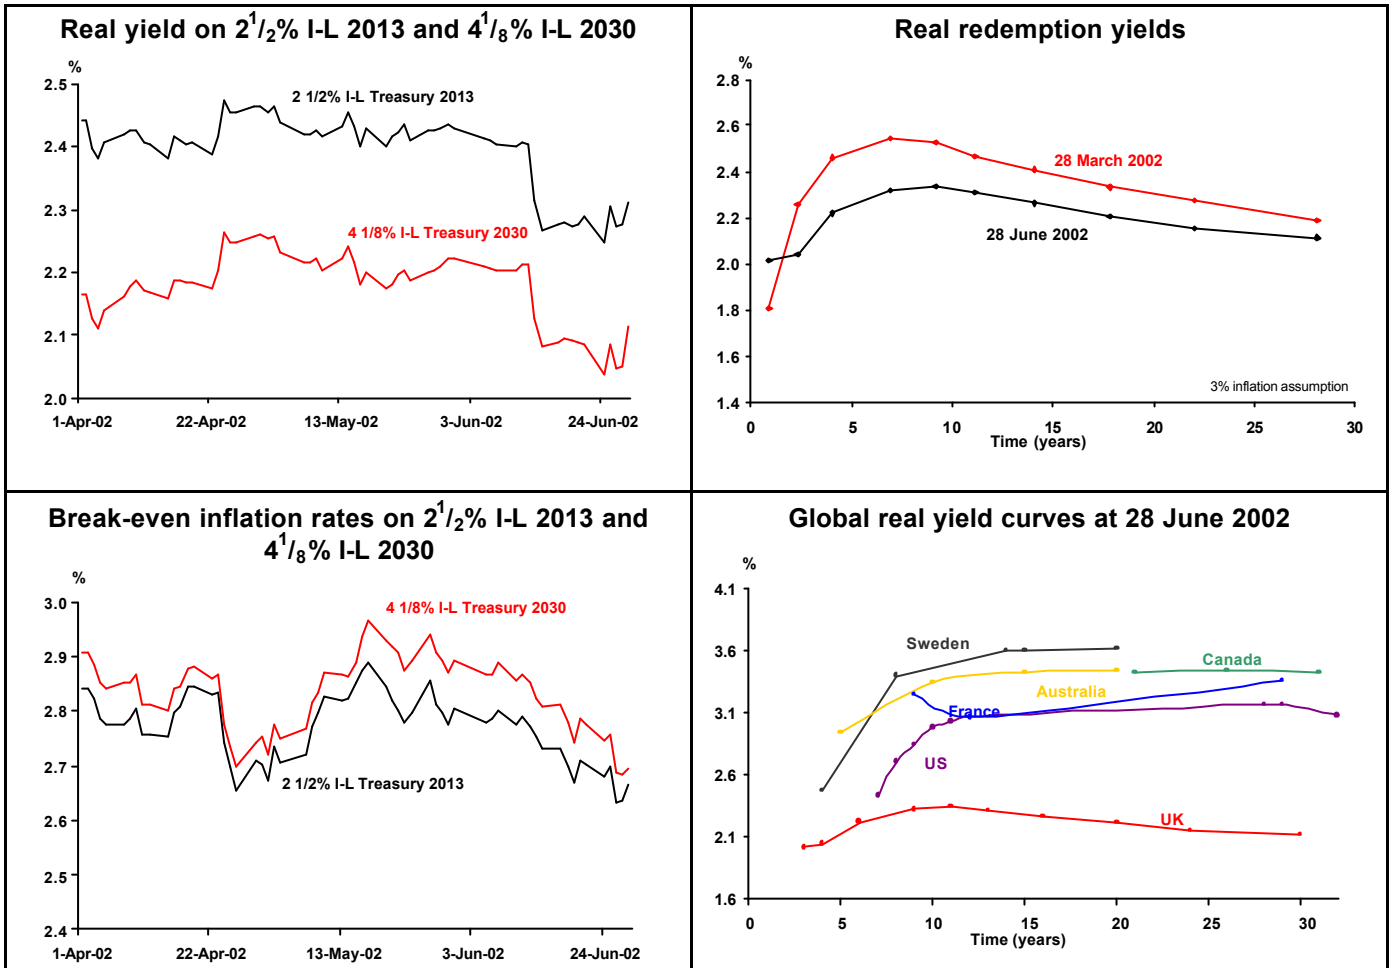 Real yield on 2 1/2% I-L 2013 and 4 1/8% I-L 2030
%
2.5
2 1/2% I-L Treasury 2013
2.4
2.3
4 1/8% I-L Treasury 2030
2.2
2.1
2.0
1-Apr-02 22-Apr-02 13-May-02 3-Jun-02 24-Jun-02
Real redemption yields
%
2.8
2.6
28 March 2002
2.4
2.2
28 June 2002
2.0
1.8
1.6
3% inflation assumption
1.4
0 5 10 15 20 25 30
Time (years)
Break-even inflation rates on 2 1/2% I-L 2013 and
4 1/8% I-L 2030
%
3.0
4 1/8% I-L Treasury 2030
2.9
2.8
2.7
2 1/2% I-L Treasury 2013
2.6
2.5
2.4
1-Apr-02 22-Apr-02 13-May-02 3-Jun-02 24-Jun-02
Global real yield curves at 28 June 2002
%
4.1
Sweden
3.6
Canada
Australia
France
3.1
US
2.6
UK
2.1
1.6
0 5 10 15 20 25 30
Time (years)